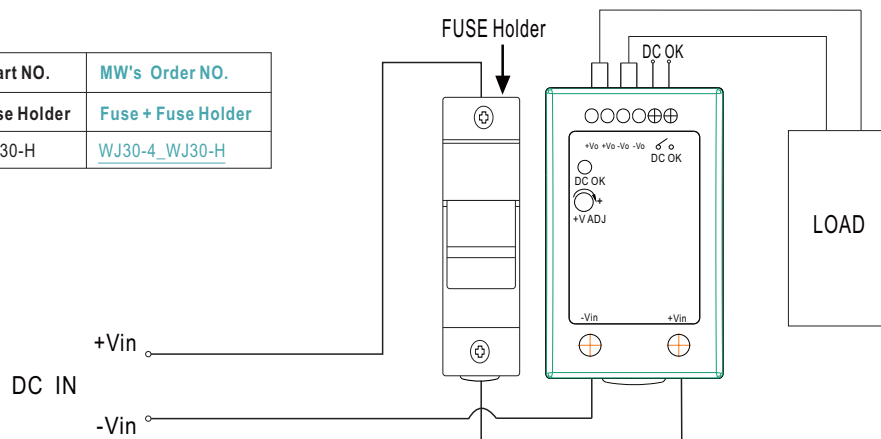 FUSE Holder
DC OK
art NO. MW's Order NO.
se Holder Fuse + Fuse Holder
30-H WJ30-4_WJ30-H
+Vo +Vo -Vo -Vo
DC OK
DC OK
+
+V ADJ
LOAD
-Vin +Vin
+Vin
DC IN
-Vin